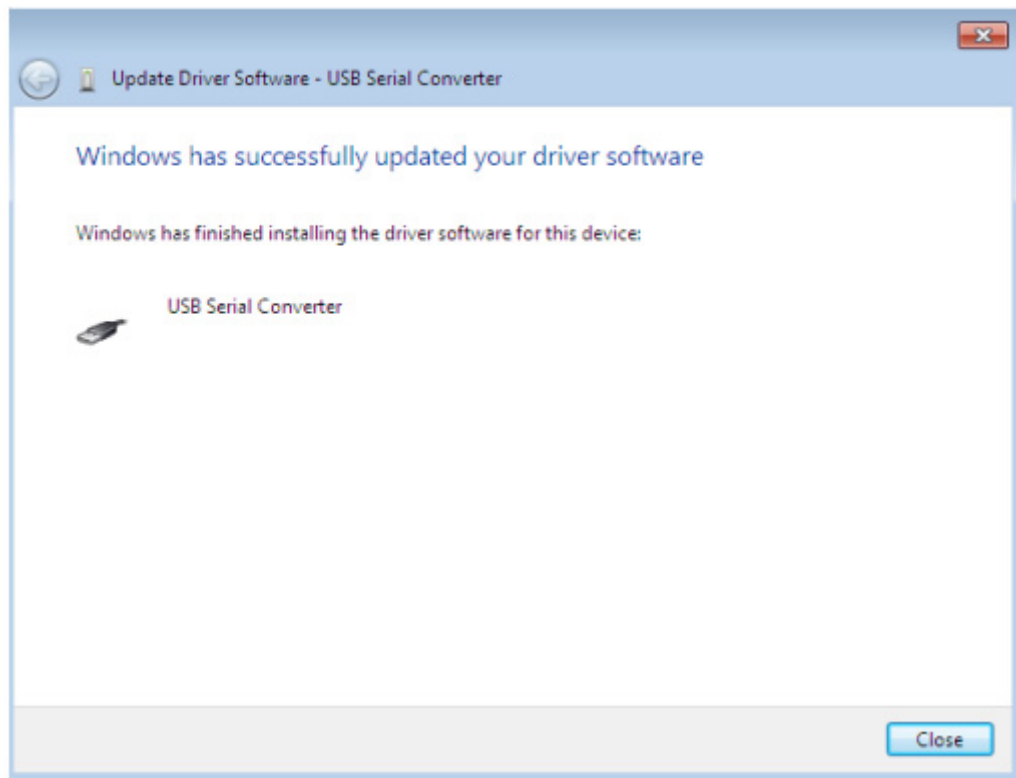 Update Driver Software - USB Serial Converter
Windows has successfully updated your driver software
Windows has finished installing the driver software for this device:
USB Serial Converter
Close